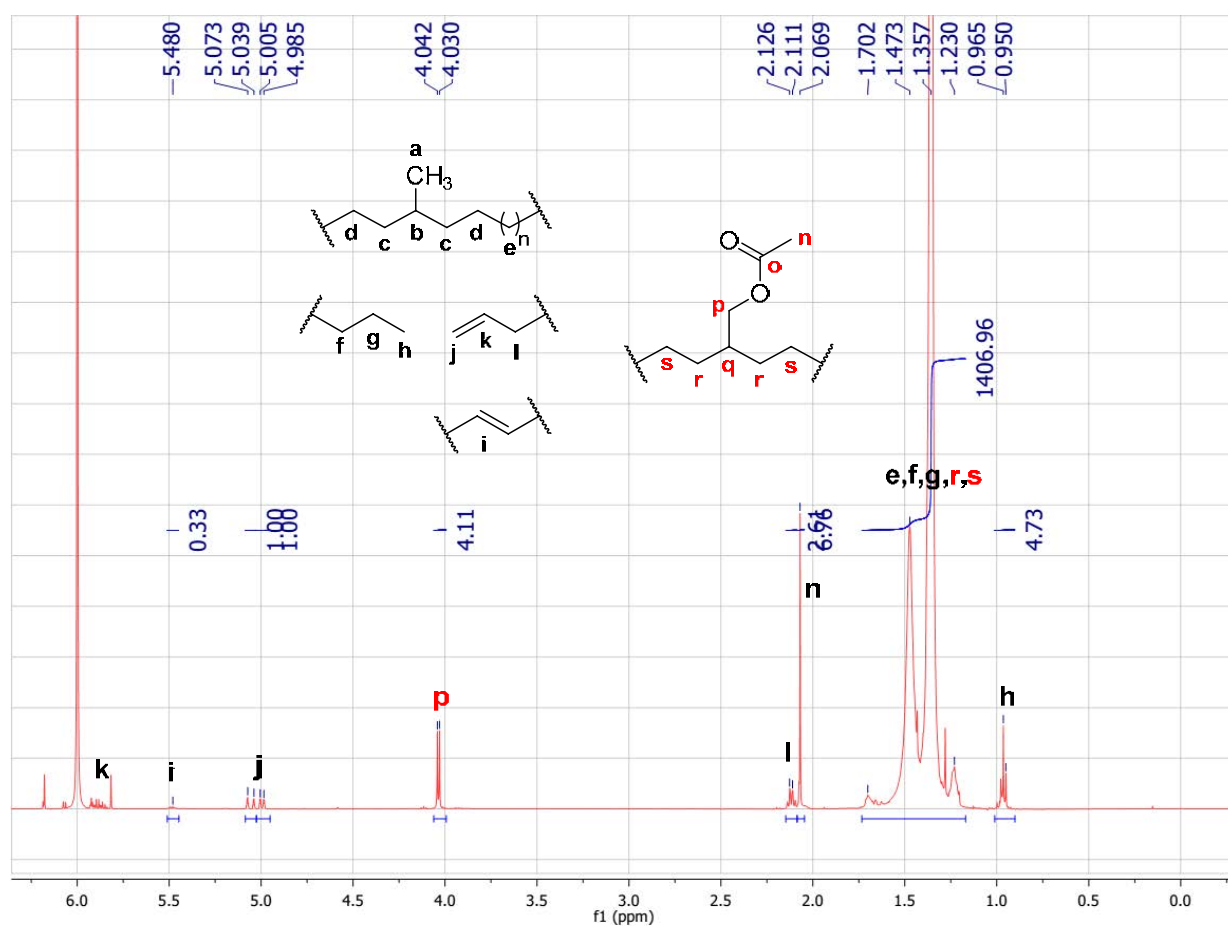 5.480
5.073
5.039
5.005
4.985
4.042
4.030
2.126
2.111
2.069
1.702
1.473
1.357
1.230
0.965
0.950
a
CH3
d c b c d e n
O n
o
O
p
s r q r s
f g h
j k l
i
1406.96
e,f,g,r,s
0.33
1.00
1.00
4.11
2.61
6.76
4.73
n
p
h
k i j l
6.0 5.5 5.0 4.5 4.0 3.5 3.0 2.5 2.0 1.5 1.0 0.5 0.0
f1 (ppm)